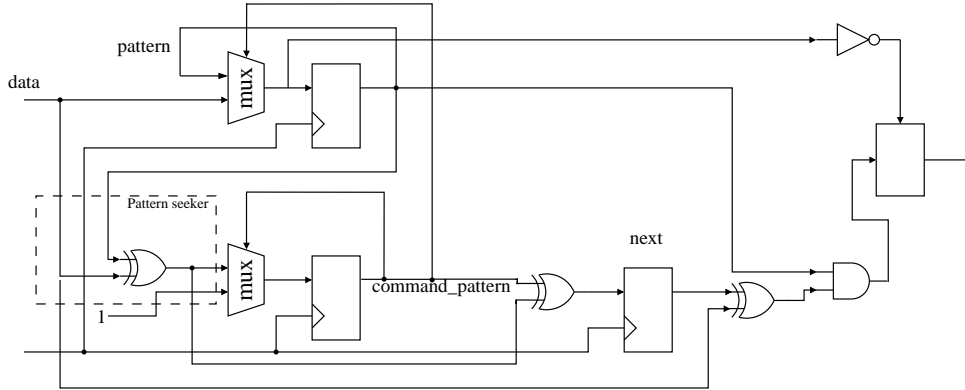 pattern
mux
data
Pattern seeker
mux
next
command_pattern
1